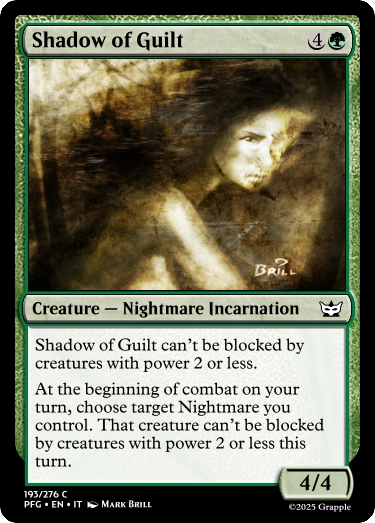 Shadow of Guilt 4
BRILL
Creature — Nightmare Incarnation
Shadow of Guilt can't be blocked by
creatures with power 2 or less.
At the beginning of combat on your
turn, choose target Nightmare you
control. That creature can't be blocked
by creatures with power 2 or less this
turn.
4/4
193/276 C
PFG • EN • IT Mark Brill
©2025 Grapple